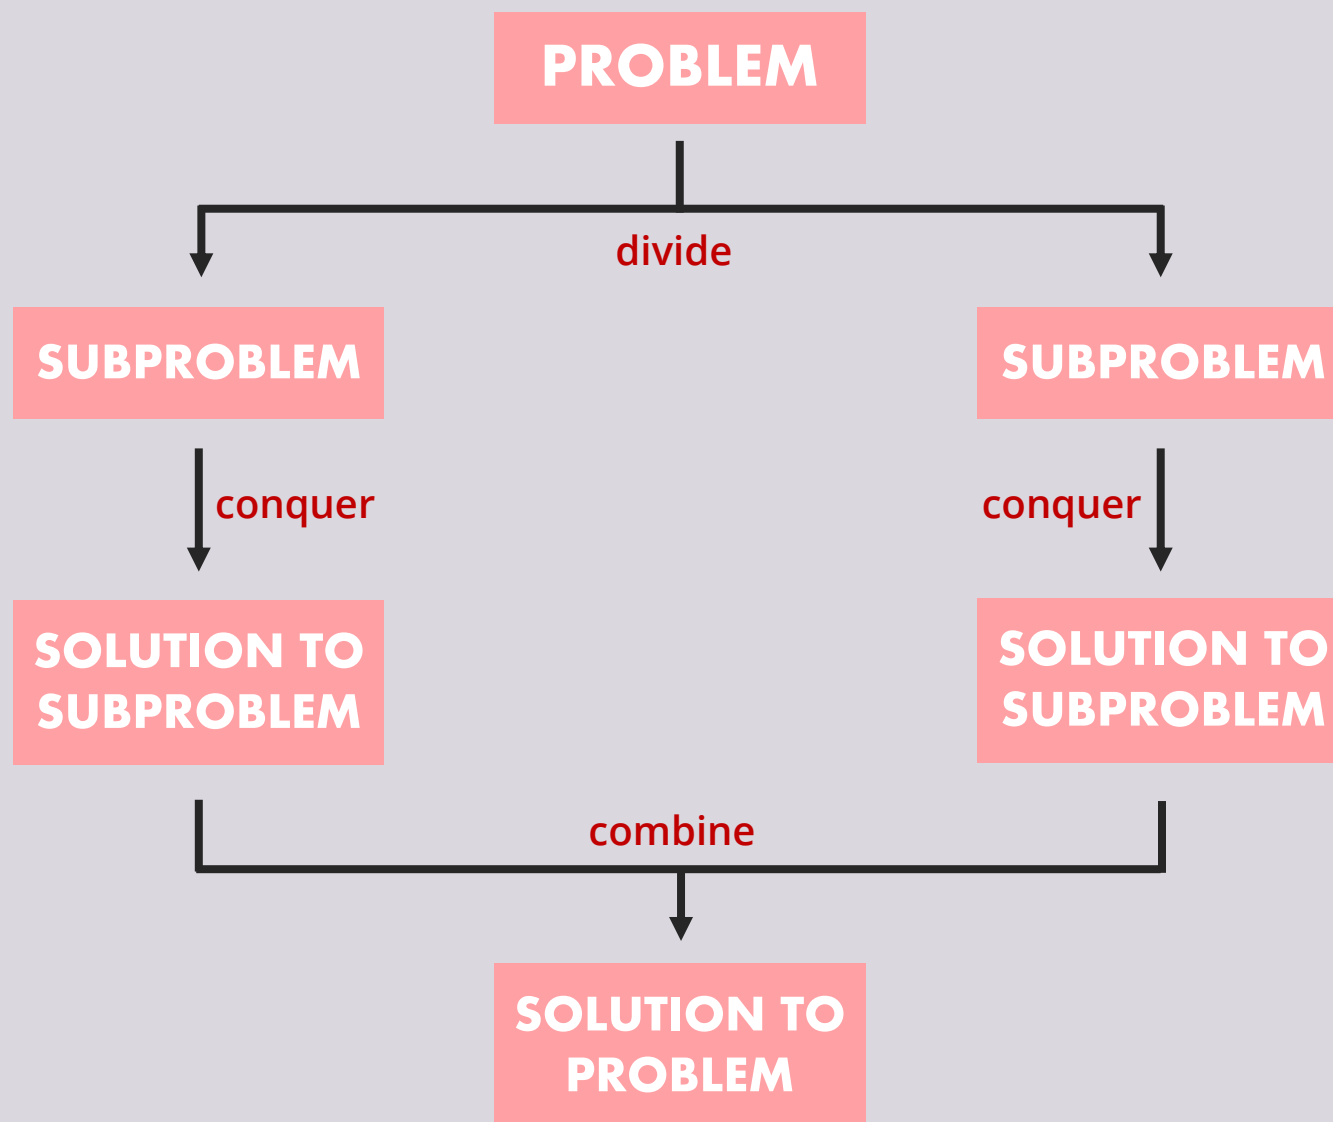 PROBLEM
divide
SUBPROBLEM
SUBPROBLEM
conquer
conquer
SOLUTION TO
SUBPROBLEM
SOLUTION TO
SUBPROBLEM
combine
SOLUTION TO
PROBLEM